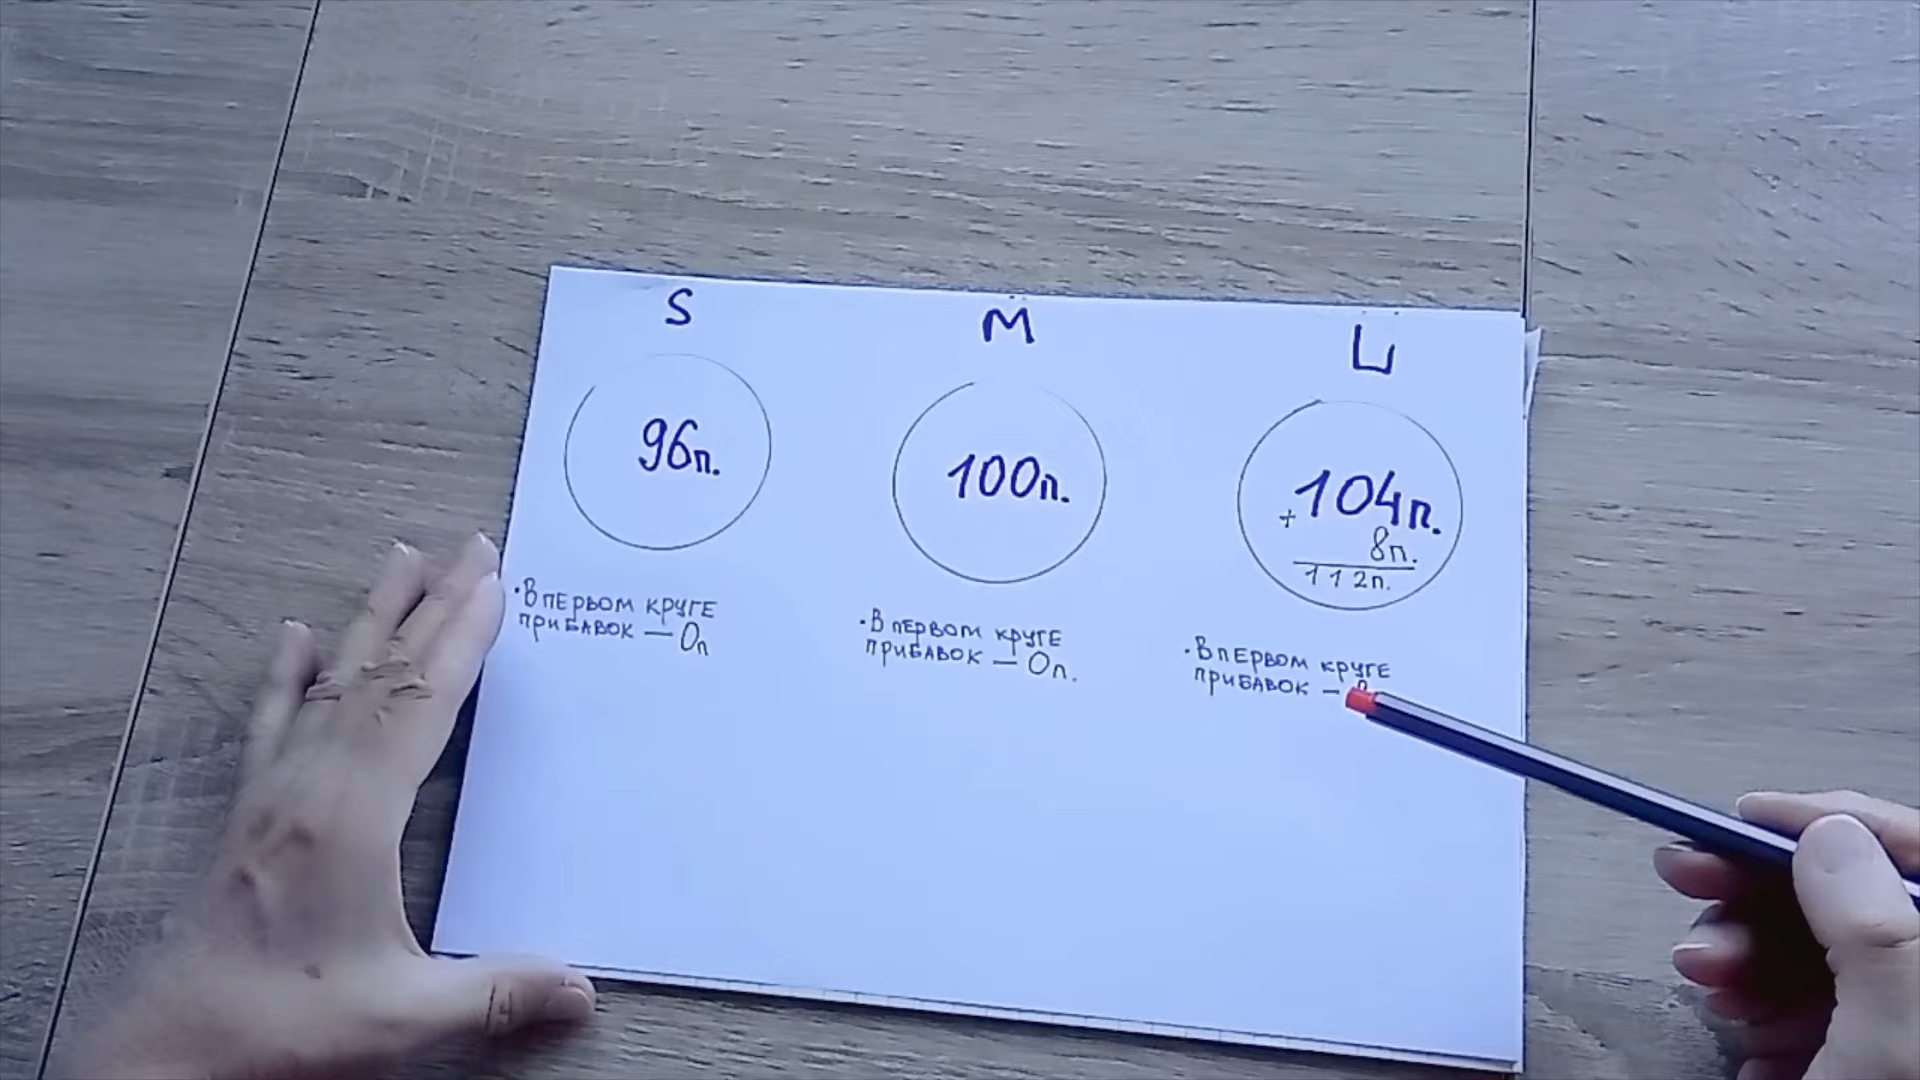 S
96п.
·В первом круге
прибавок — 0п
M
100п.
·В первом круге
прибавок — 0п.
L
+104п.
8п.
112п.
·В первом круге
прибавок —